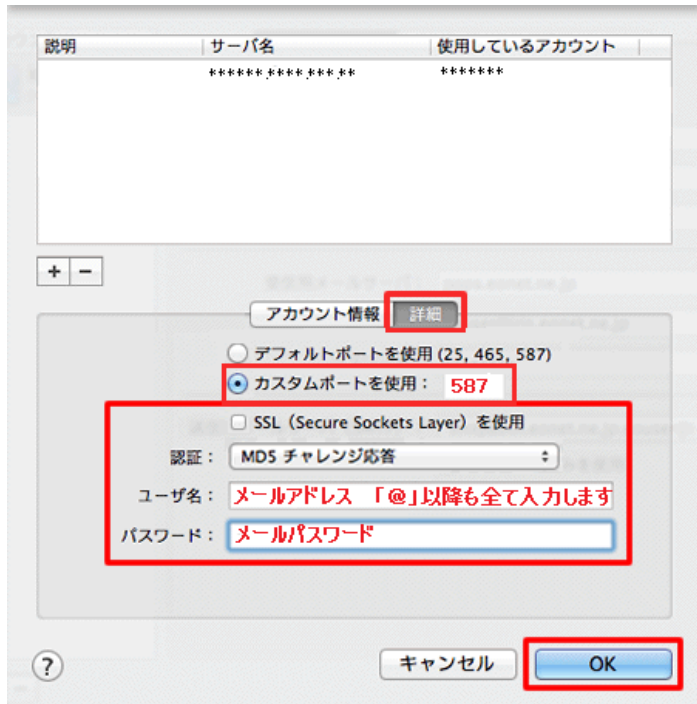 説明 サーバ名 使用しているアカウント
******.****.***.** *******
+ −
アカウント情報 詳細
デフォルトポートを使用 (25, 465, 587)
カスタムポートを使用： 587
SSL（Secure Sockets Layer）を使用
認証： MD5 チャレンジ応答
ユーザ名： メールアドレス 「@」以降も全て入力します
パスワード： メールパスワード
? キャンセル OK